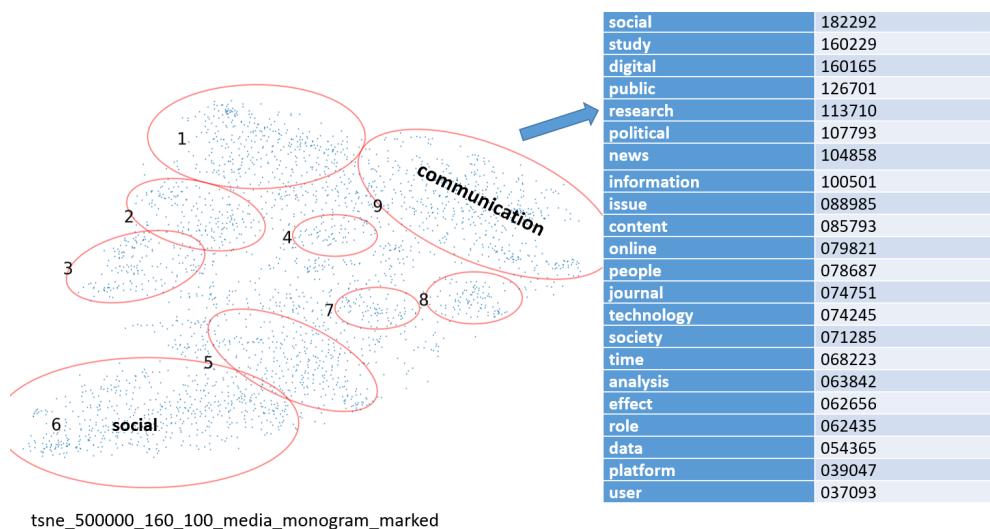 1
2
3
4
5
6
7
8
9
communication
social
tsne_500000_160_100_media_monogram_marked
social 182292
study 160229
digital 160165
public 126701
research 113710
political 107793
news 104858
information 100501
issue 088985
content 085793
online 079821
people 078687
journal 074751
technology 074245
society 071285
time 068223
analysis 063842
effect 062656
role 062435
data 054365
platform 039047
user 037093